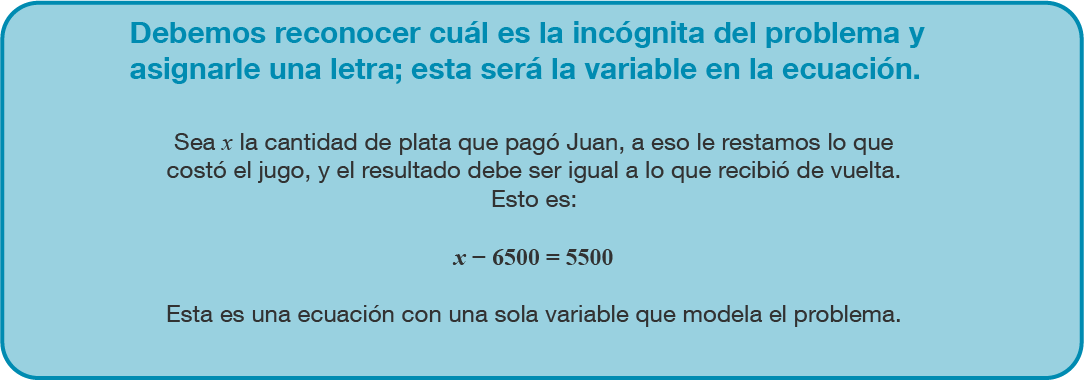 Debemos reconocer cuál es la incógnita del problema y
asignarle una letra; esta será la variable en la ecuación.
Sea x la cantidad de plata que pagó Juan, a eso le restamos lo que
costó el jugo, y el resultado debe ser igual a lo que recibió de vuelta.
Esto es:
x − 6500 = 5500
Esta es una ecuación con una sola variable que modela el problema.